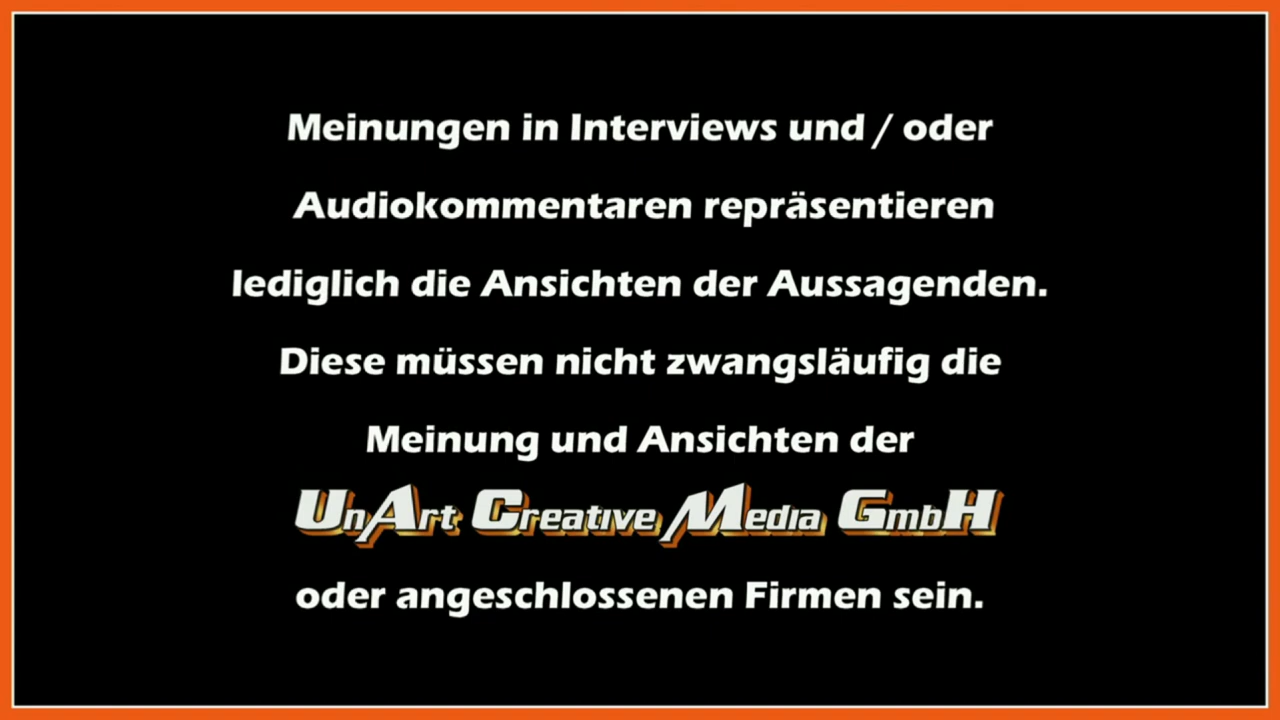 Meinungen in Interviews und / oder
Audiokommentaren repräsentieren
lediglich die Ansichten der Aussagenden.
Diese müssen nicht zwangsläufig die
Meinung und Ansichten der
UnArt Creative Media GmbH
oder angeschlossenen Firmen sein.